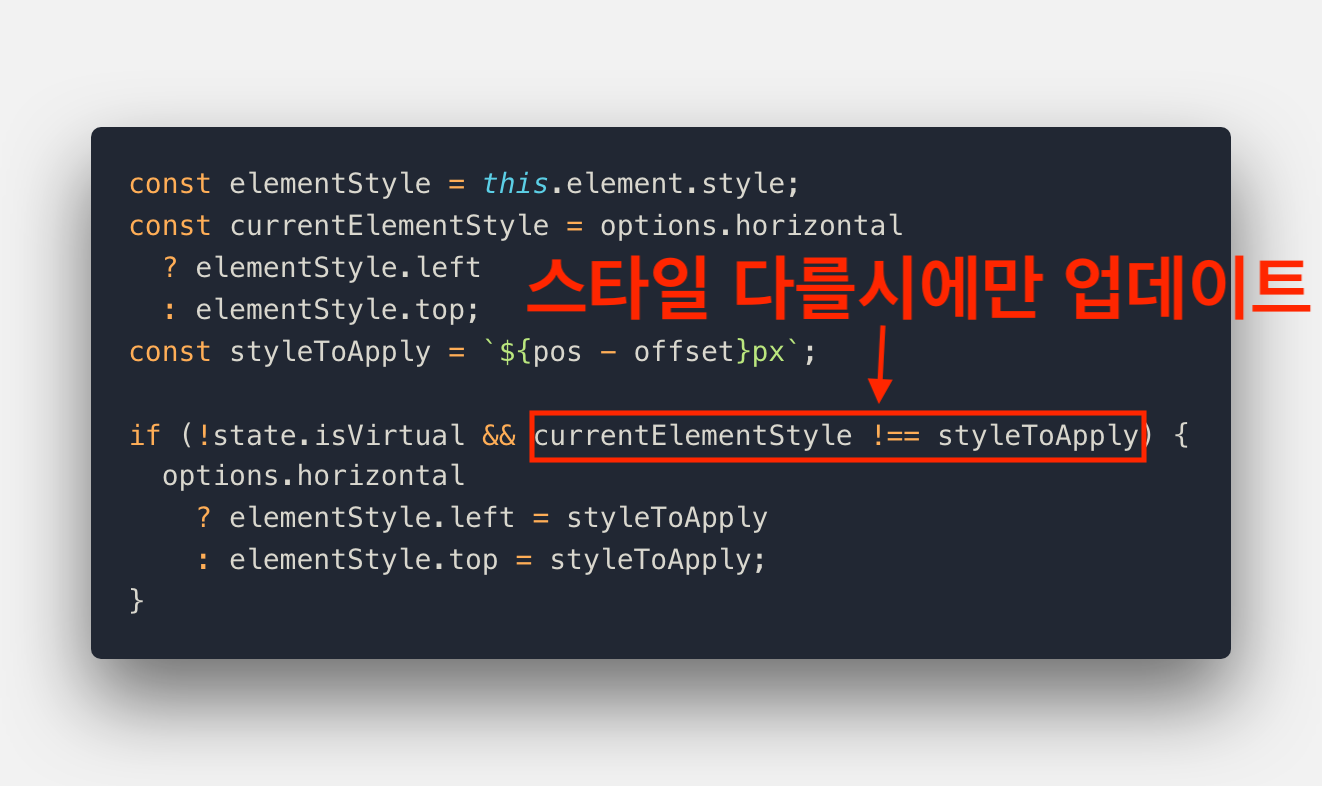 const elementStyle = this.element.style;
const currentElementStyle = options.horizontal
? elementStyle.left
스타일 다를시에만 업데이트
: elementStyle.top;
const styleToApply = `${pos − offset}px`;
if (!state.isVirtual && currentElementStyle !== styleToApply) {
options.horizontal
? elementStyle.left = styleToApply
: elementStyle.top = styleToApply;
}